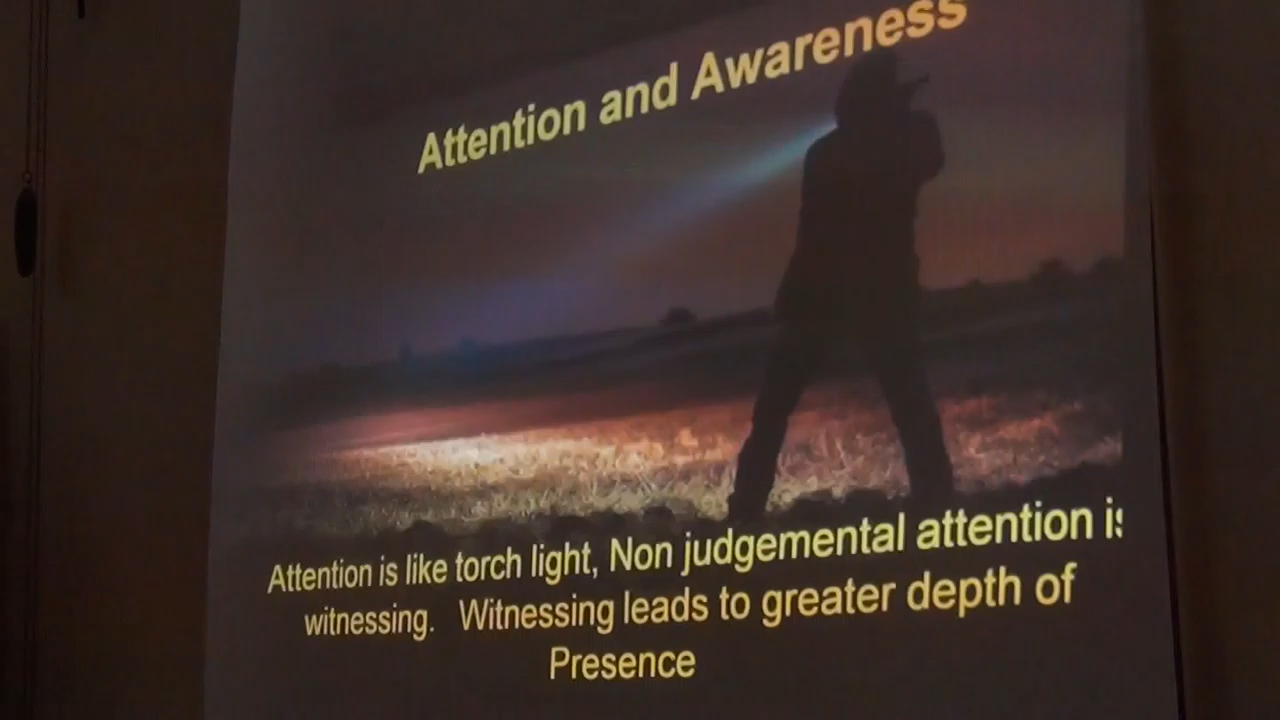 Attention and Awareness
Attention is like torch light, Non judgemental attention is
witnessing. Witnessing leads to greater depth of
Presence